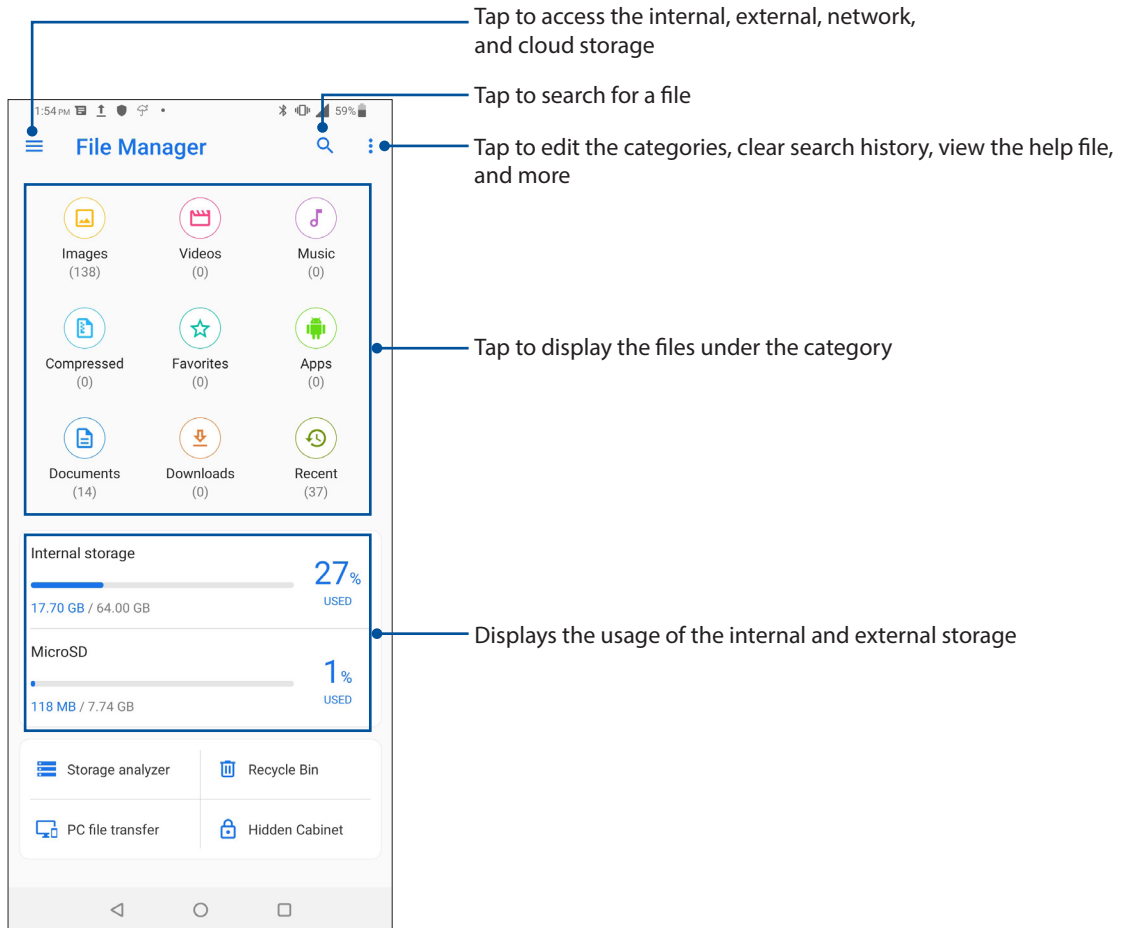 Tap to access the internal, external, network,
and cloud storage
Tap to search for a file
Tap to edit the categories, clear search history, view the help file,
and more
1:54 PM 59%
File Manager
Images Videos Music
(138) (0) (0)
Compressed Favorites Apps
(0) (0) (0)
Tap to display the files under the category
Documents Downloads Recent
(14) (0) (37)
Internal storage
27%
USED
17.70 GB / 64.00 GB
Displays the usage of the internal and external storage
MicroSD
1%
USED
118 MB / 7.74 GB
Storage analyzer Recycle Bin
PC file transfer Hidden Cabinet